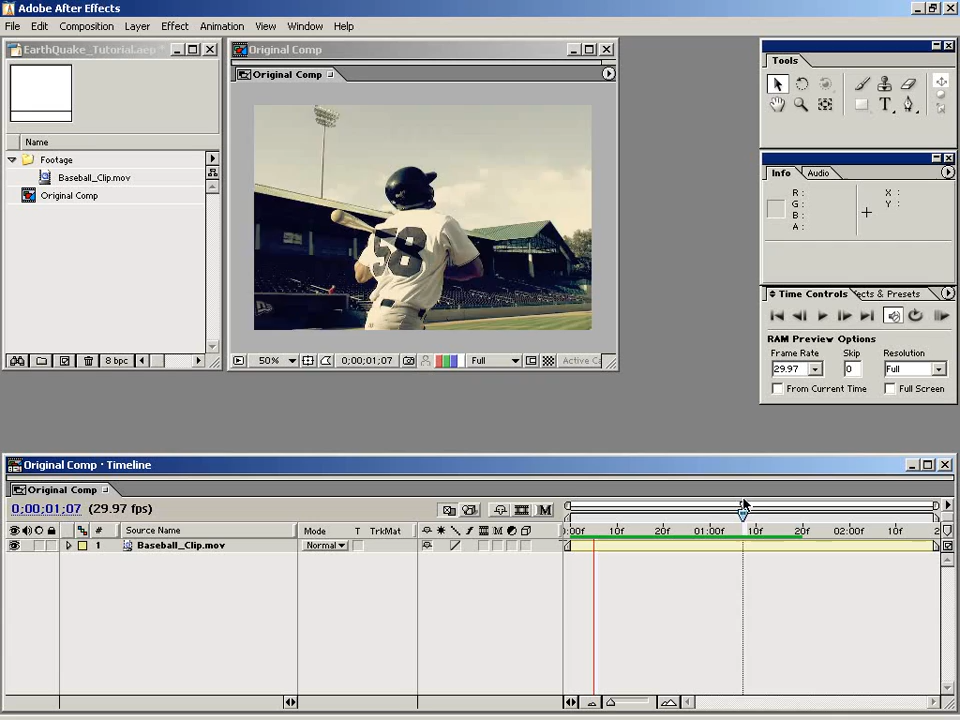 Adobe After Effects
File Edit Composition Layer Effect Animation View Window Help
EarthQuake_Tutorial.aep *
Name
Footage
Baseball_Clip.mov
Original Comp
8 bpc
Original Comp
Original Comp
58
50%
0;00;01;07
Full
Active Ca
Tools
T
Info Audio
R :
G :
B :
A :
X :
Y :
Time Controls ects & Presets
RAM Preview Options
Frame Rate Skip Resolution
29.97 0 Full
From Current Time Full Screen
Original Comp • Timeline
Original Comp
0;00;01;07 (29.97 fps)
M
# Source Name Mode T TrkMat
):00f 10f 20f 01:00f 10f 20f 02:00f 10f 2
1 Baseball_Clip.mov Normal